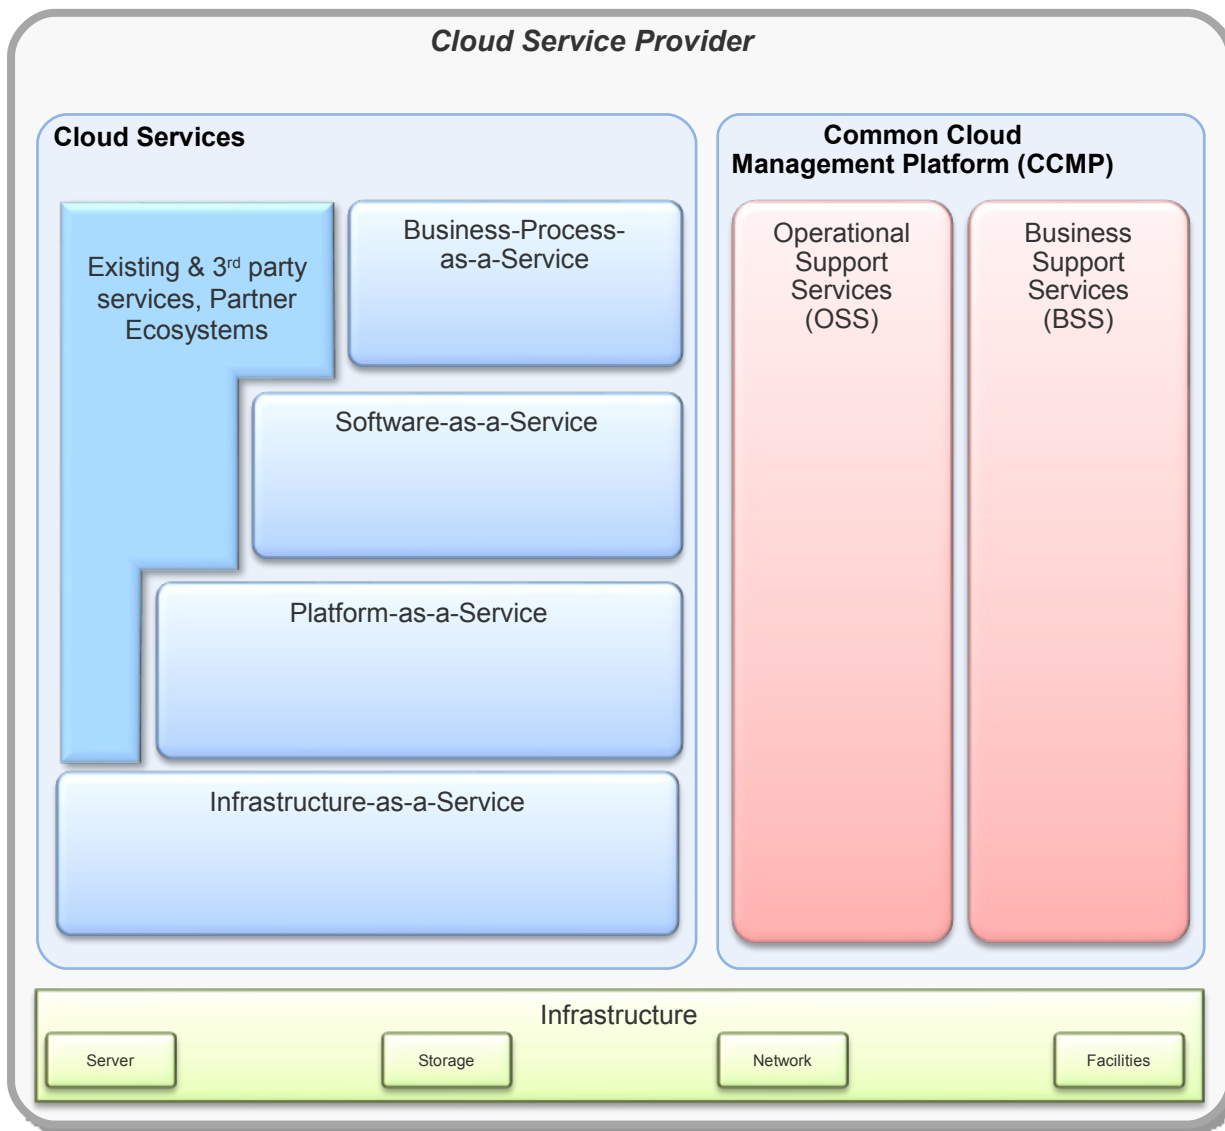 Cloud Service Provider
Cloud Services
Existing & 3rd party
services, Partner
Ecosystems
Business-Process-
as-a-Service
Software-as-a-Service
Platform-as-a-Service
Infrastructure-as-a-Service
Common Cloud
Management Platform (CCMP)
Operational
Support
Services
(OSS)
Business
Support
Services
(BSS)
Infrastructure
Server
Storage
Network
Facilities